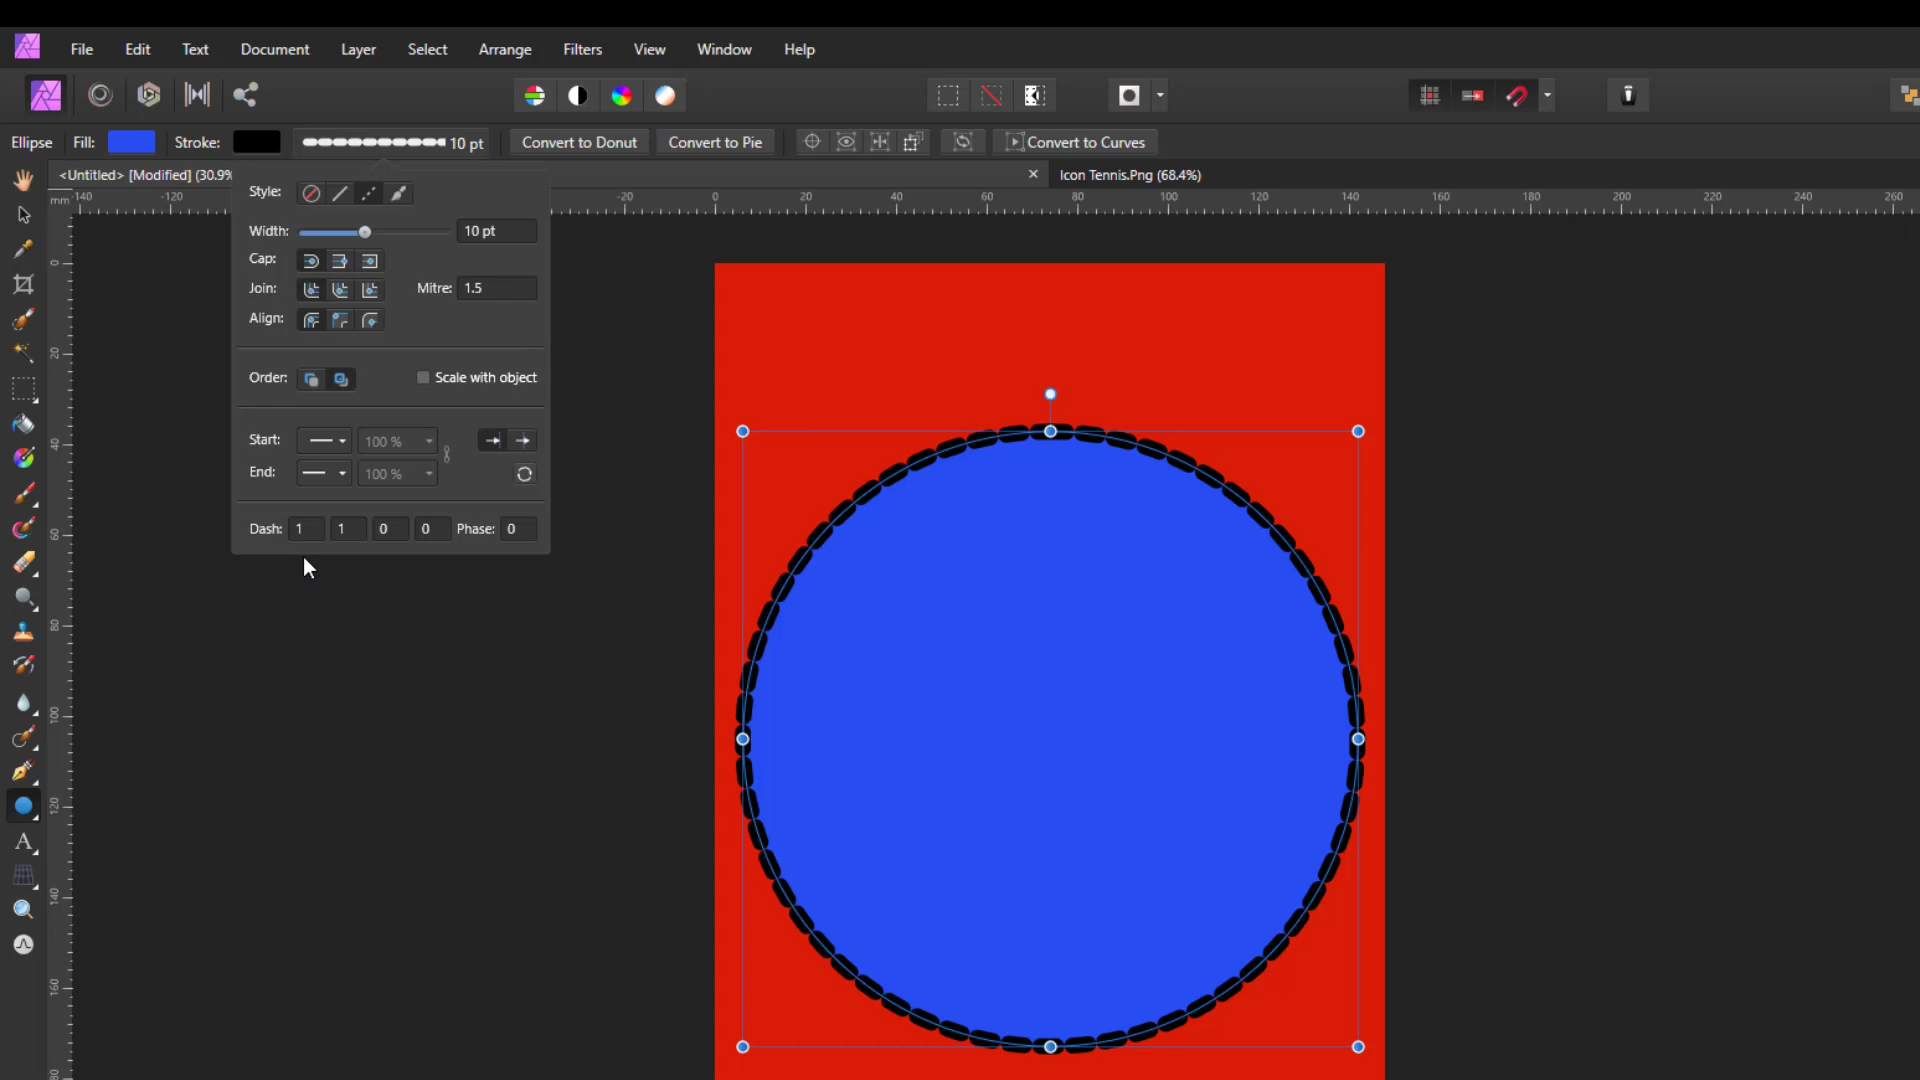 File Edit Text Document Layer Select Arrange Filters View Window Help
Ellipse Fill: Stroke: 10 pt Convert to Donut Convert to Pie Convert to Curves
<Untitled> [Modified] (30.9% Icon Tennis.Png (68.4%)
mm 140 -120 -20 0 20 40 60 80 100 120 140 160 180 200 220 240 260
Style:
Width: 10 pt
Cap:
Join: Mitre: 1.5
Align:
Order: Scale with object
Start: 100 %
End: 100 %
Dash: 1 1 0 0 Phase: 0
0
20
40
60
80
100
120
140
160
80